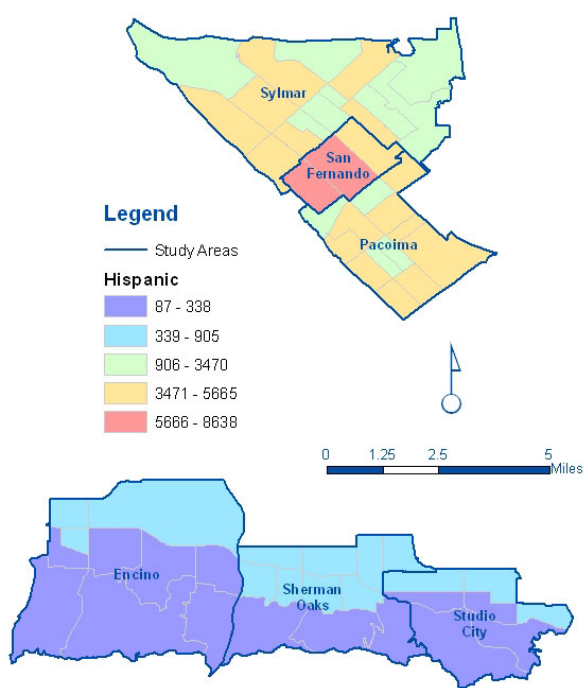 Sylmar
San
Fernando
Pacoima
Legend
Study Areas
Hispanic
87 - 338
339 - 905
906 - 3470
3471 - 5665
5666 - 8638
0 1.25 2.5 5
Miles
Encino
Sherman
Oaks
Studio
City